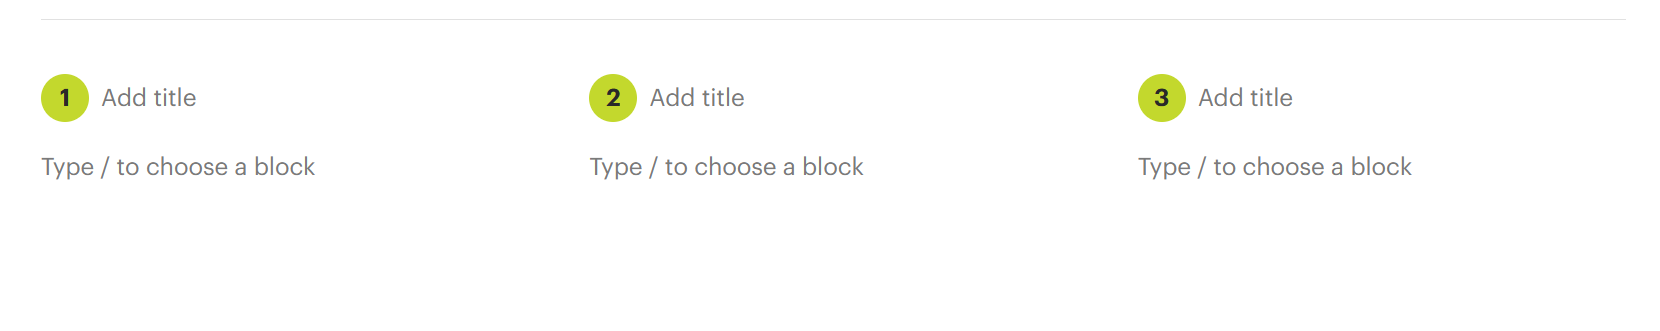 1 Add title
Type / to choose a block
2 Add title
Type / to choose a block
3 Add title
Type / to choose a block